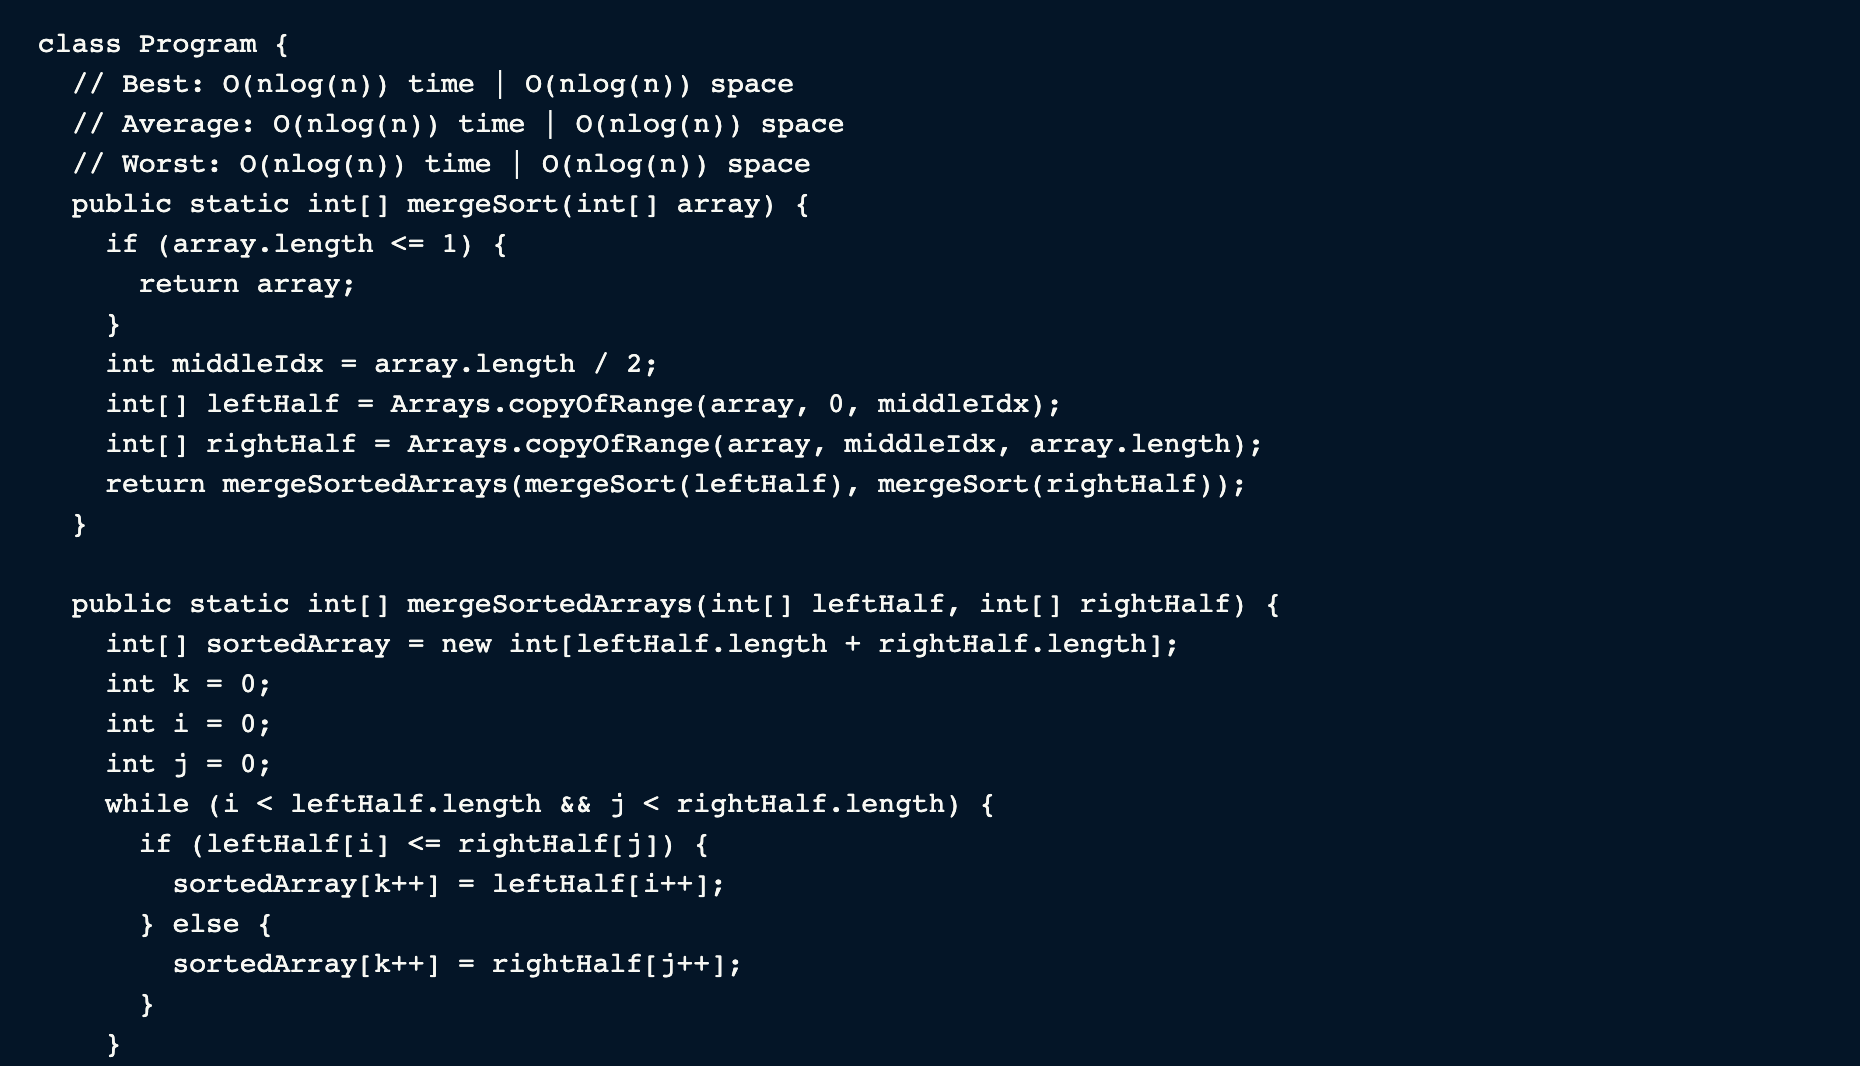 class Program {
  // Best: O(nlog(n)) time | O(nlog(n)) space
  // Average: O(nlog(n)) time | O(nlog(n)) space
  // Worst: O(nlog(n)) time | O(nlog(n)) space
  public static int[] mergeSort(int[] array) {
    if (array.length <= 1) {
      return array;
    }
    int middleIdx = array.length / 2;
    int[] leftHalf = Arrays.copyOfRange(array, 0, middleIdx);
    int[] rightHalf = Arrays.copyOfRange(array, middleIdx, array.length);
    return mergeSortedArrays(mergeSort(leftHalf), mergeSort(rightHalf));
  }

  public static int[] mergeSortedArrays(int[] leftHalf, int[] rightHalf) {
    int[] sortedArray = new int[leftHalf.length + rightHalf.length];
    int k = 0;
    int i = 0;
    int j = 0;
    while (i < leftHalf.length && j < rightHalf.length) {
      if (leftHalf[i] <= rightHalf[j]) {
        sortedArray[k++] = leftHalf[i++];
      } else {
        sortedArray[k++] = rightHalf[j++];
      }
    }